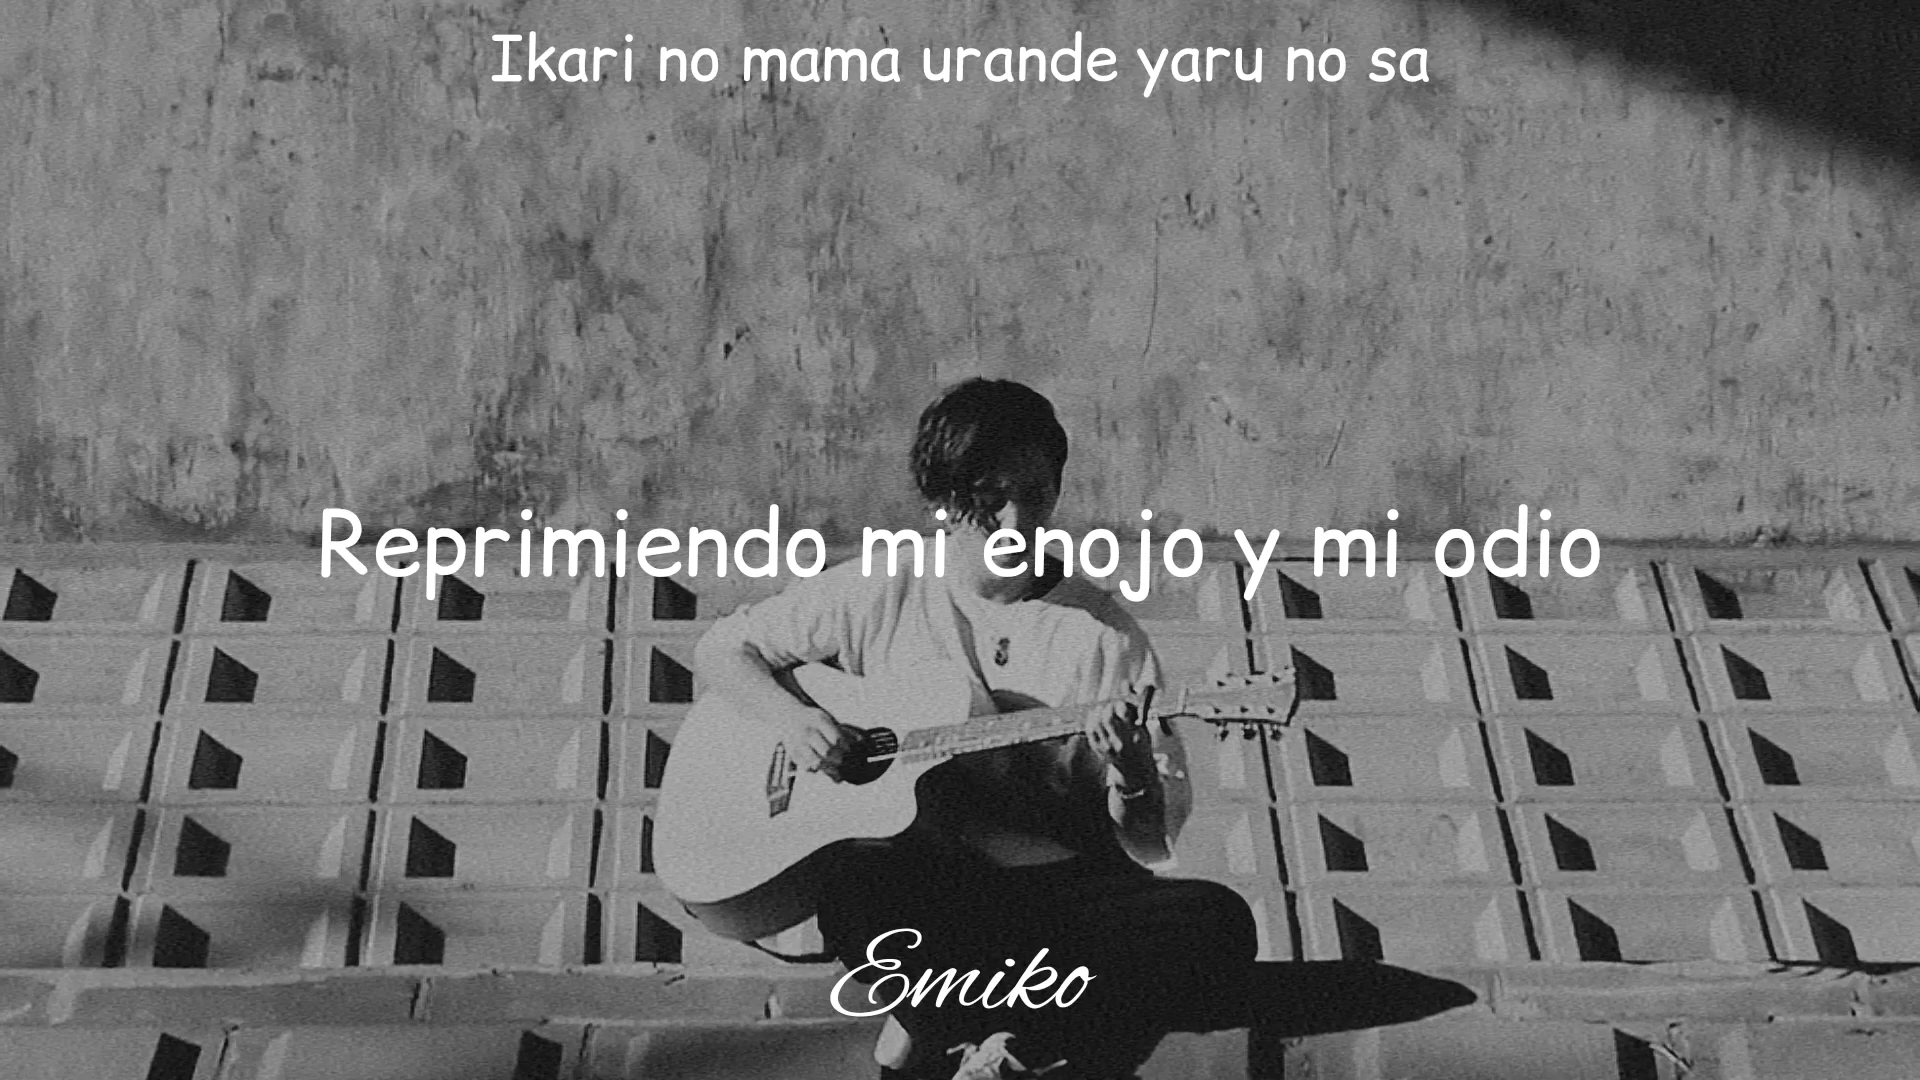 Ikari no mama urande yaru no sa
Reprimiendo mi enojo y mi odio
Emiko